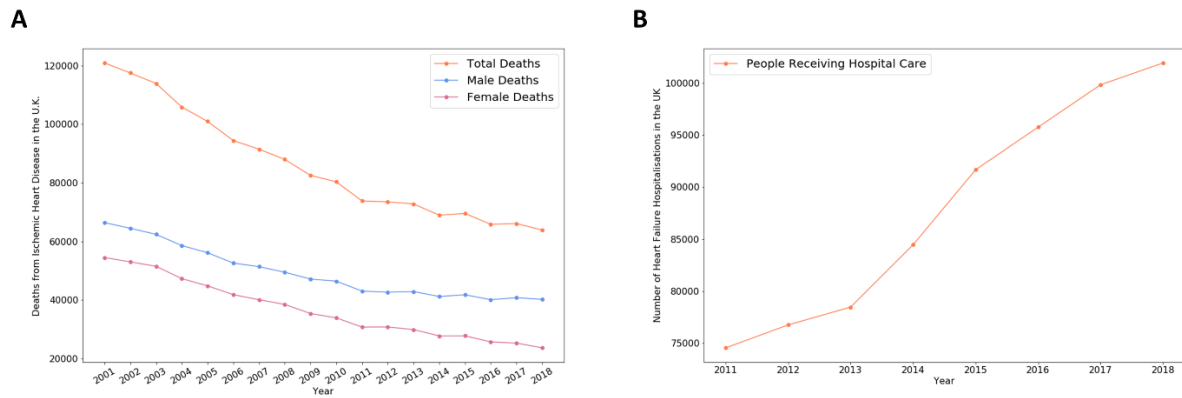 A
Deaths from Ischemic Heart Disease in the U.K.
120000
100000
80000
60000
40000
20000
Total Deaths
Male Deaths
Female Deaths
2001 2002 2003 2004 2005 2006 2007 2008 2009 2010 2011 2012 2013 2014 2015 2016 2017 2018
Year
B
Number of Heart Failure Hospitalisations in the UK
100000
95000
90000
85000
80000
75000
People Receiving Hospital Care
2011 2012 2013 2014 2015 2016 2017 2018
Year